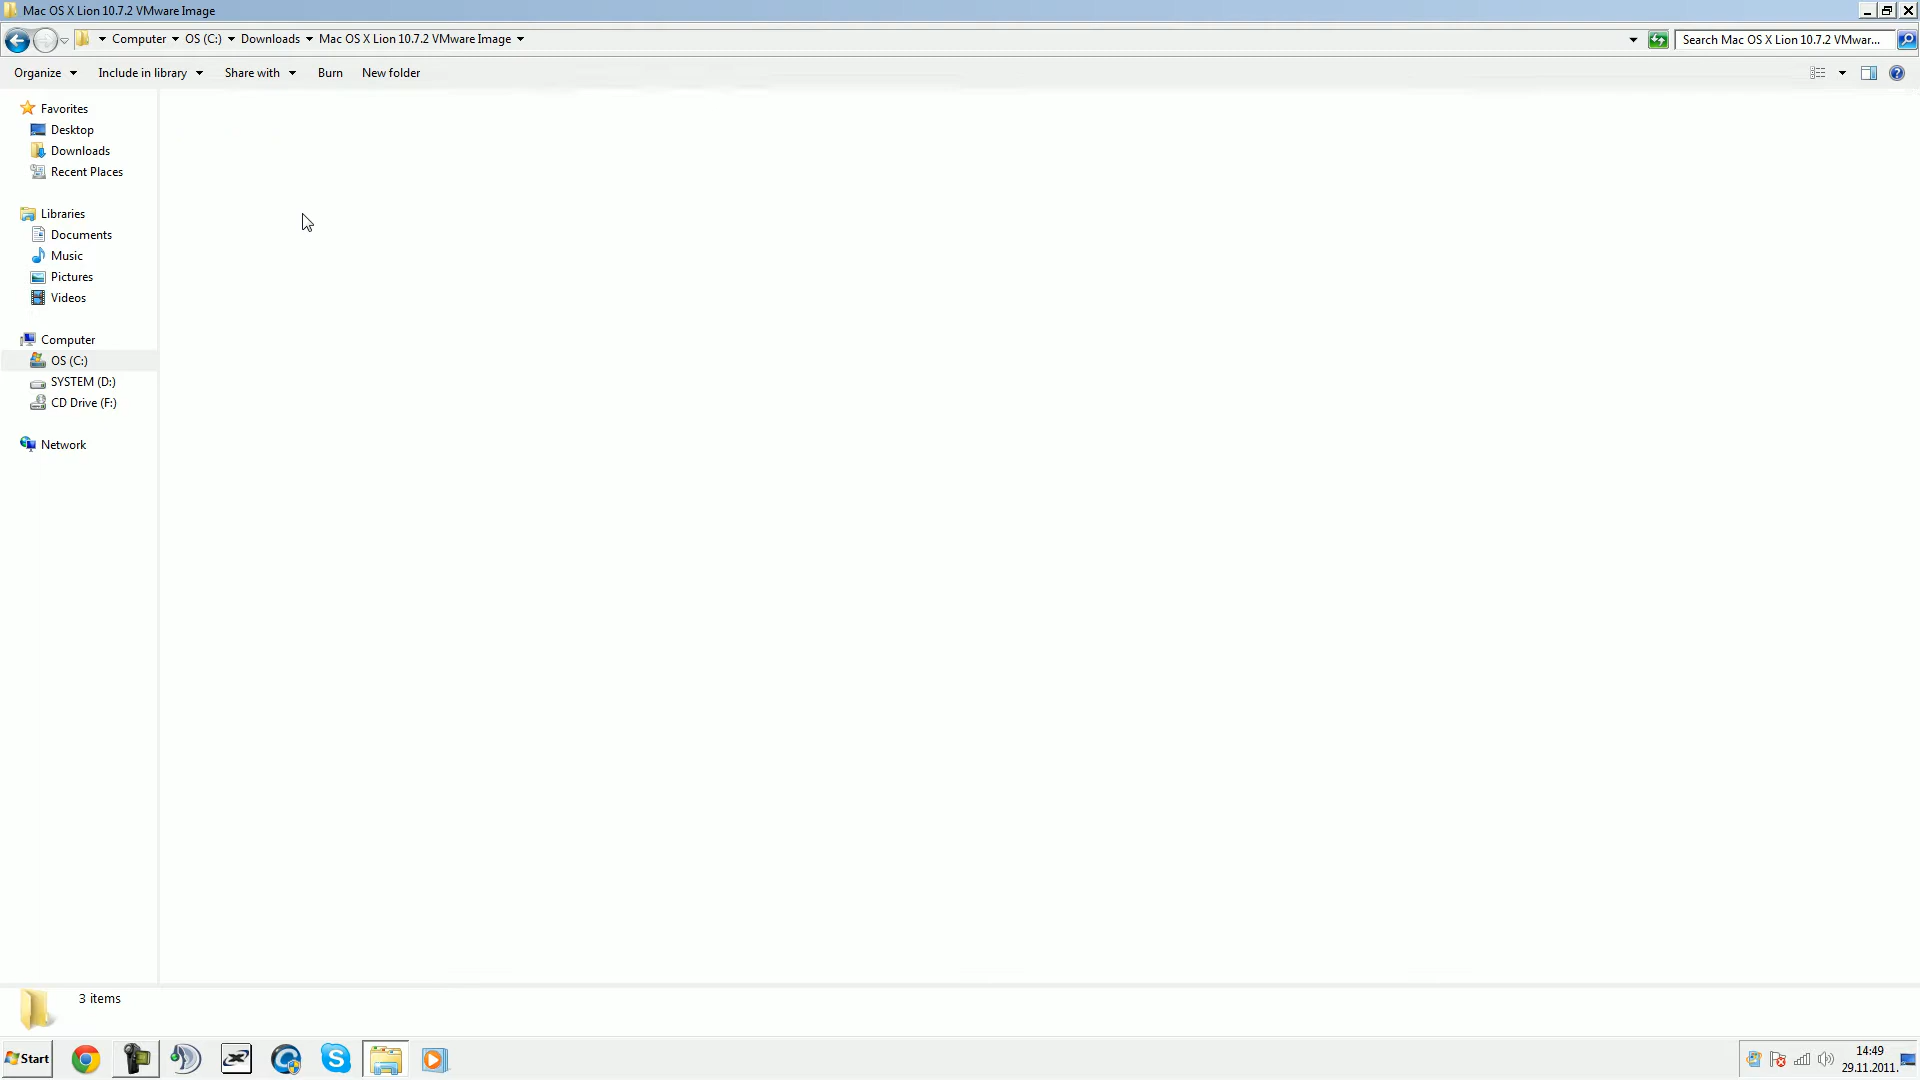 Mac OS X Lion 10.7.2 VMware Image
Computer OS (C:) Downloads Mac OS X Lion 10.7.2 VMware Image
Search Mac OS X Lion 10.7.2 VMwar...
Organize Include in library Share with Burn New folder
Favorites
Desktop
Downloads
Recent Places
Libraries
Documents
Music
Pictures
Videos
Computer
OS (C:)
SYSTEM (D:)
CD Drive (F:)
Network
3 items
Start
14:49
29.11.2011.